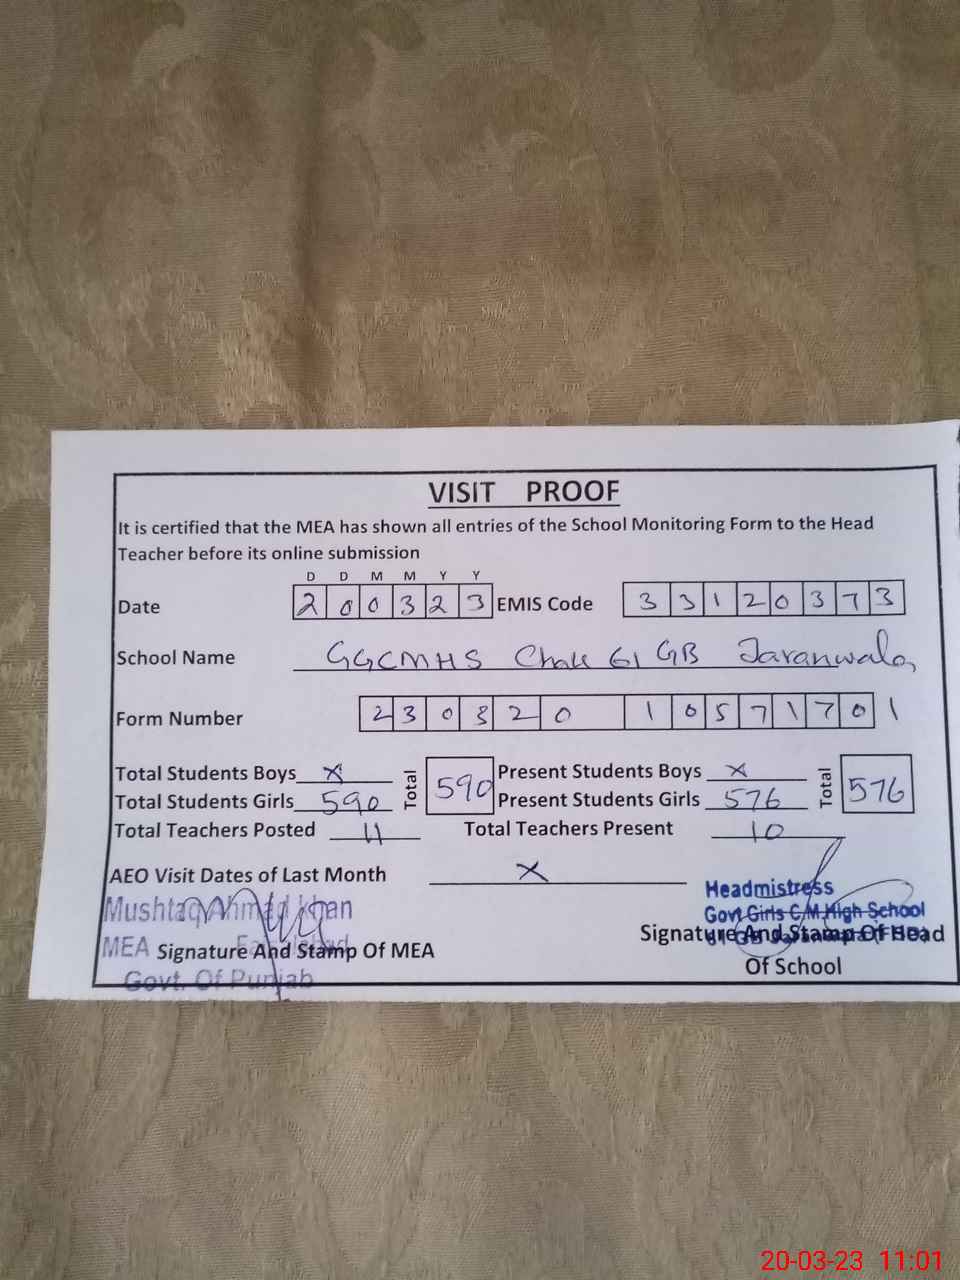 VISIT PROOF
It is certified that the MEA has shown all entries of the School Monitoring Form to the Head
Teacher before its online submission
D D M M Y Y
Date 2 0 0 3 2 3 EMIS Code 3 3 1 2 0 3 7 3
School Name GGCMHS Chak 61 GB Jaranwala
Form Number 2 3 0 3 2 0 1 0 5 7 1 7 0 1
Total Students Boys x Total 590 Present Students Boys x Total 576
Total Students Girls 590 Present Students Girls 576
Total Teachers Posted 11 Total Teachers Present 10
AEO Visit Dates of Last Month x
Mushtaq Ahmad Khan
MEA Faisalabad
Signature And Stamp Of MEA
Govt. Of Punjab
Headmistress
Govt Girls C.M.High School
Signature And Stamp Of Head
Of School
20-03-23 11:01